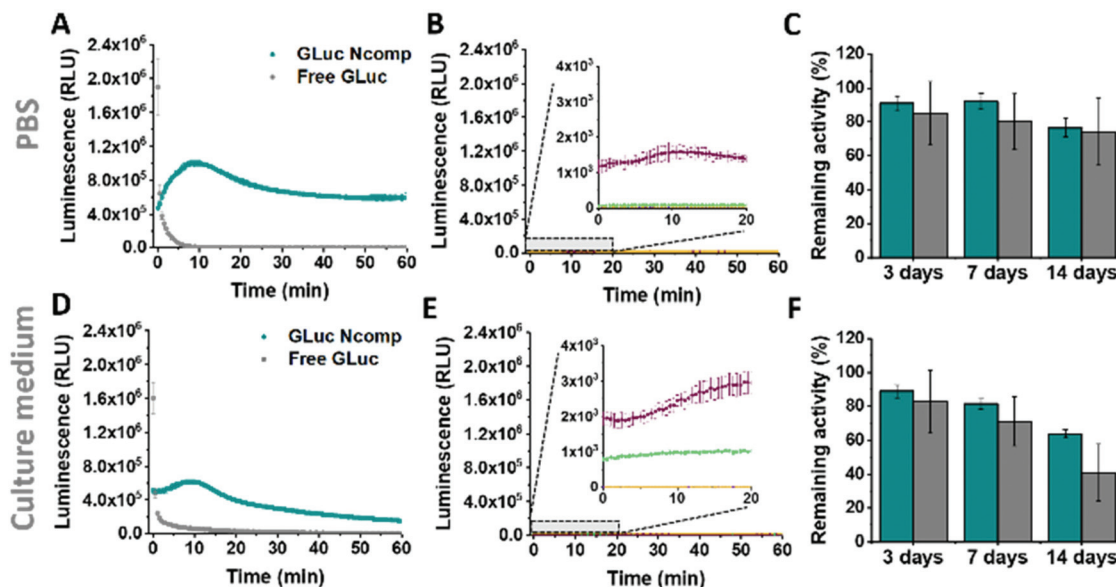 PBS
A
Luminescence (RLU)
2.4x10⁶
2.0x10⁶
1.6x10⁶
1.2x10⁶
8.0x10⁵
4.0x10⁵
0.0
GLuc Ncomp
Free GLuc
0 10 20 30 40 50 60
Time (min)
B
Luminescence (RLU)
2.4x10⁶
2.0x10⁶
1.6x10⁶
1.2x10⁶
8.0x10⁵
4.0x10⁵
0.0
4x10³
3x10³
2x10³
1x10³
0
0 10 20
0 10 20 30 40 50 60
Time (min)
C
Remaining activity (%)
120
100
80
60
40
20
0
3 days 7 days 14 days
Culture medium
D
Luminescence (RLU)
2.4x10⁶
2.0x10⁶
1.6x10⁶
1.2x10⁶
8.0x10⁵
4.0x10⁵
0.0
GLuc Ncomp
Free GLuc
0 10 20 30 40 50 60
Time (min)
E
Luminescence (RLU)
2.4x10⁶
2.0x10⁶
1.6x10⁶
1.2x10⁶
8.0x10⁵
4.0x10⁵
0.0
4x10³
3x10³
2x10³
1x10³
0
0 10 20
0 10 20 30 40 50 60
Time (min)
F
Remaining activity (%)
120
100
80
60
40
20
0
3 days 7 days 14 days